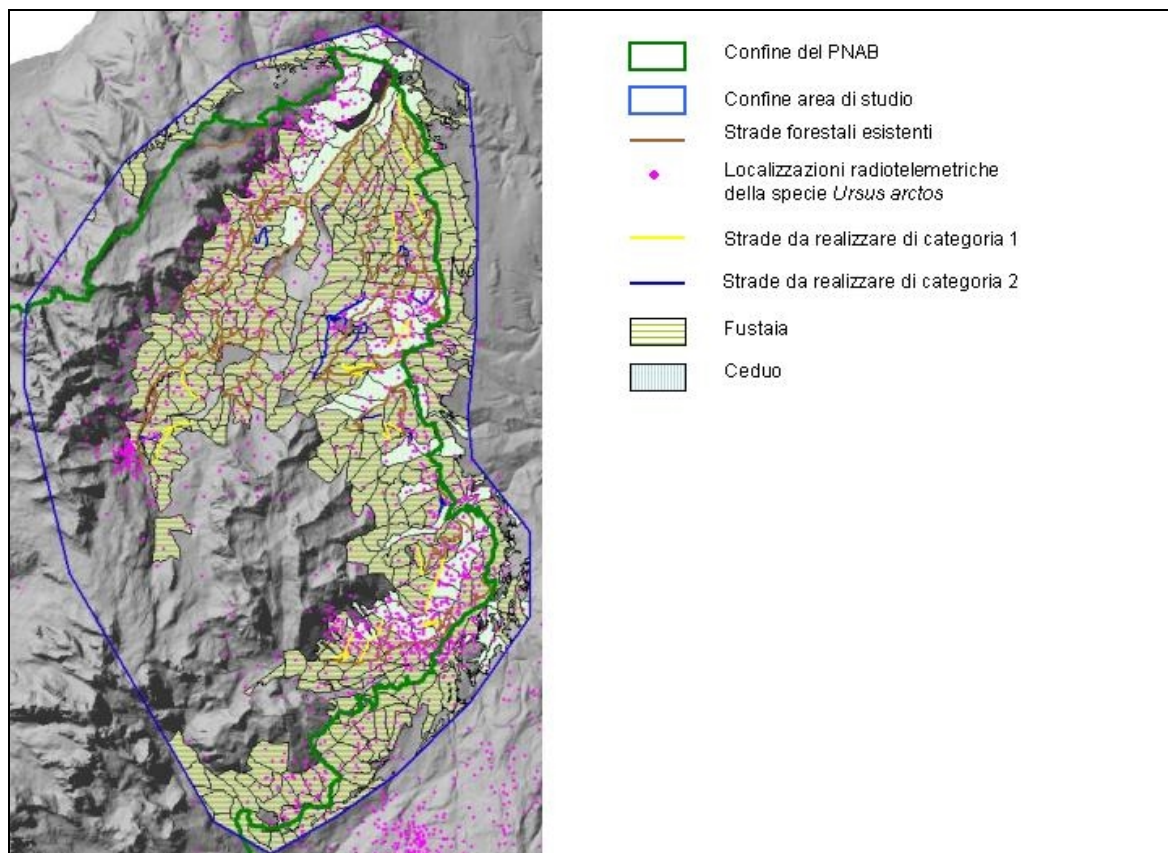 Confine del PNAB
Confine area di studio
Strade forestali esistenti
Localizzazioni radiotelemetriche
della specie Ursus arctos
Strade da realizzare di categoria 1
Strade da realizzare di categoria 2
Fustaia
Ceduo